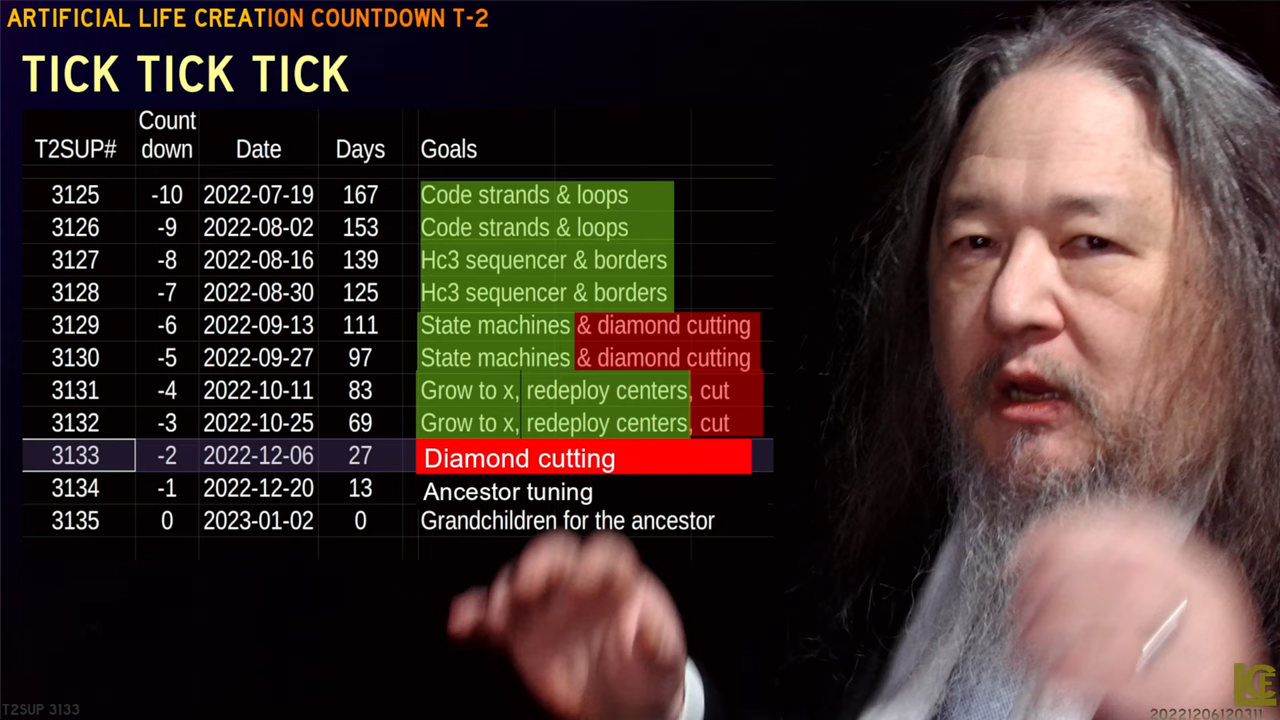 ARTIFICIAL LIFE CREATION COUNTDOWN T-2
TICK TICK TICK
T2SUP# Count down Date Days Goals
3125 -10 2022-07-19 167 Code strands & loops
3126 -9 2022-08-02 153 Code strands & loops
3127 -8 2022-08-16 139 Hc3 sequencer & borders
3128 -7 2022-08-30 125 Hc3 sequencer & borders
3129 -6 2022-09-13 111 State machines & diamond cutting
3130 -5 2022-09-27 97 State machines & diamond cutting
3131 -4 2022-10-11 83 Grow to x, redeploy centers, cut
3132 -3 2022-10-25 69 Grow to x, redeploy centers, cut
3133 -2 2022-12-06 27 Diamond cutting
3134 -1 2022-12-20 13 Ancestor tuning
3135 0 2023-01-02 0 Grandchildren for the ancestor
T2SUP 3133
20221206120311